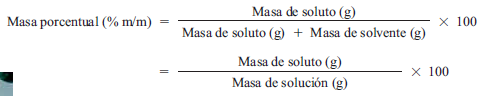 Masa porcentual (% m/m) = Masa de soluto (g) / Masa de soluto (g) + Masa de solvente (g) × 100
= Masa de soluto (g) / Masa de solución (g) × 100